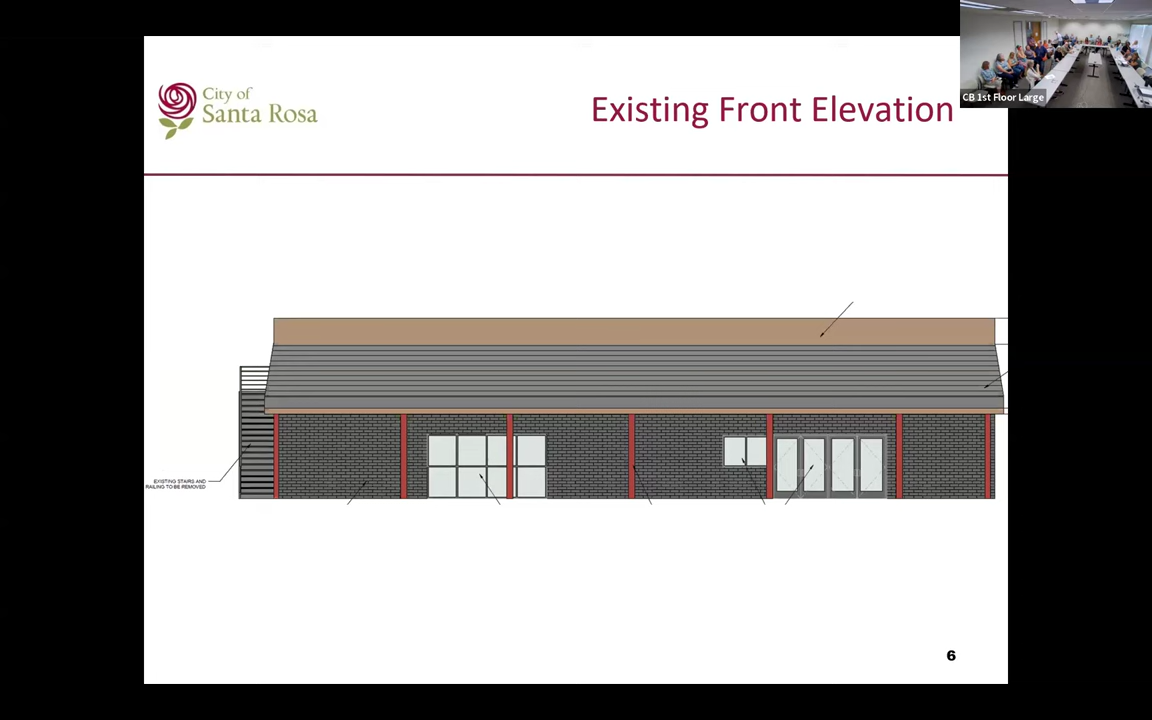 City of
Santa Rosa
Existing Front Elevation
CB 1st Floor Large
EXISTING STAIRS AND
RAILING TO BE REMOVED
6